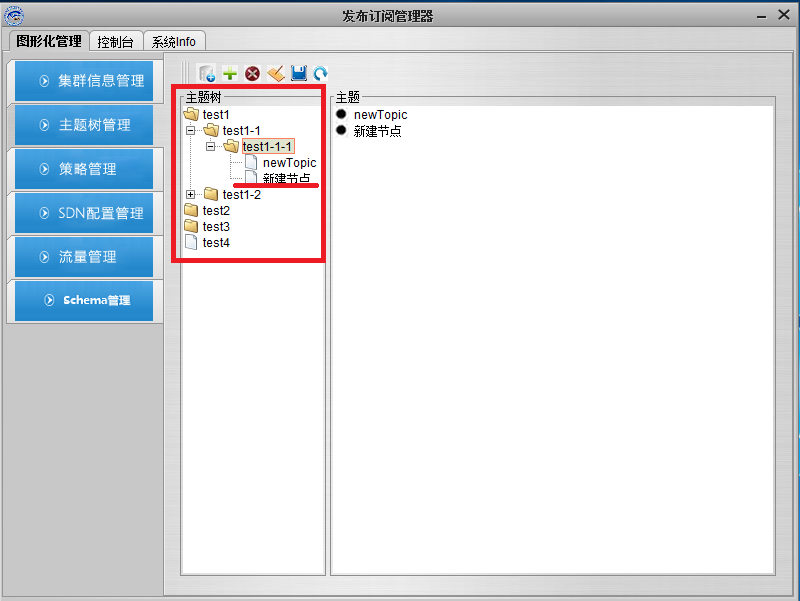 发布订阅管理器
图形化管理
控制台
系统Info
集群信息管理
主题树管理
策略管理
SDN配置管理
流量管理
Schema管理
主题树
test1
test1-1
test1-1-1
newTopic
新建节点
test1-2
test2
test3
test4
主题
newTopic
新建节点